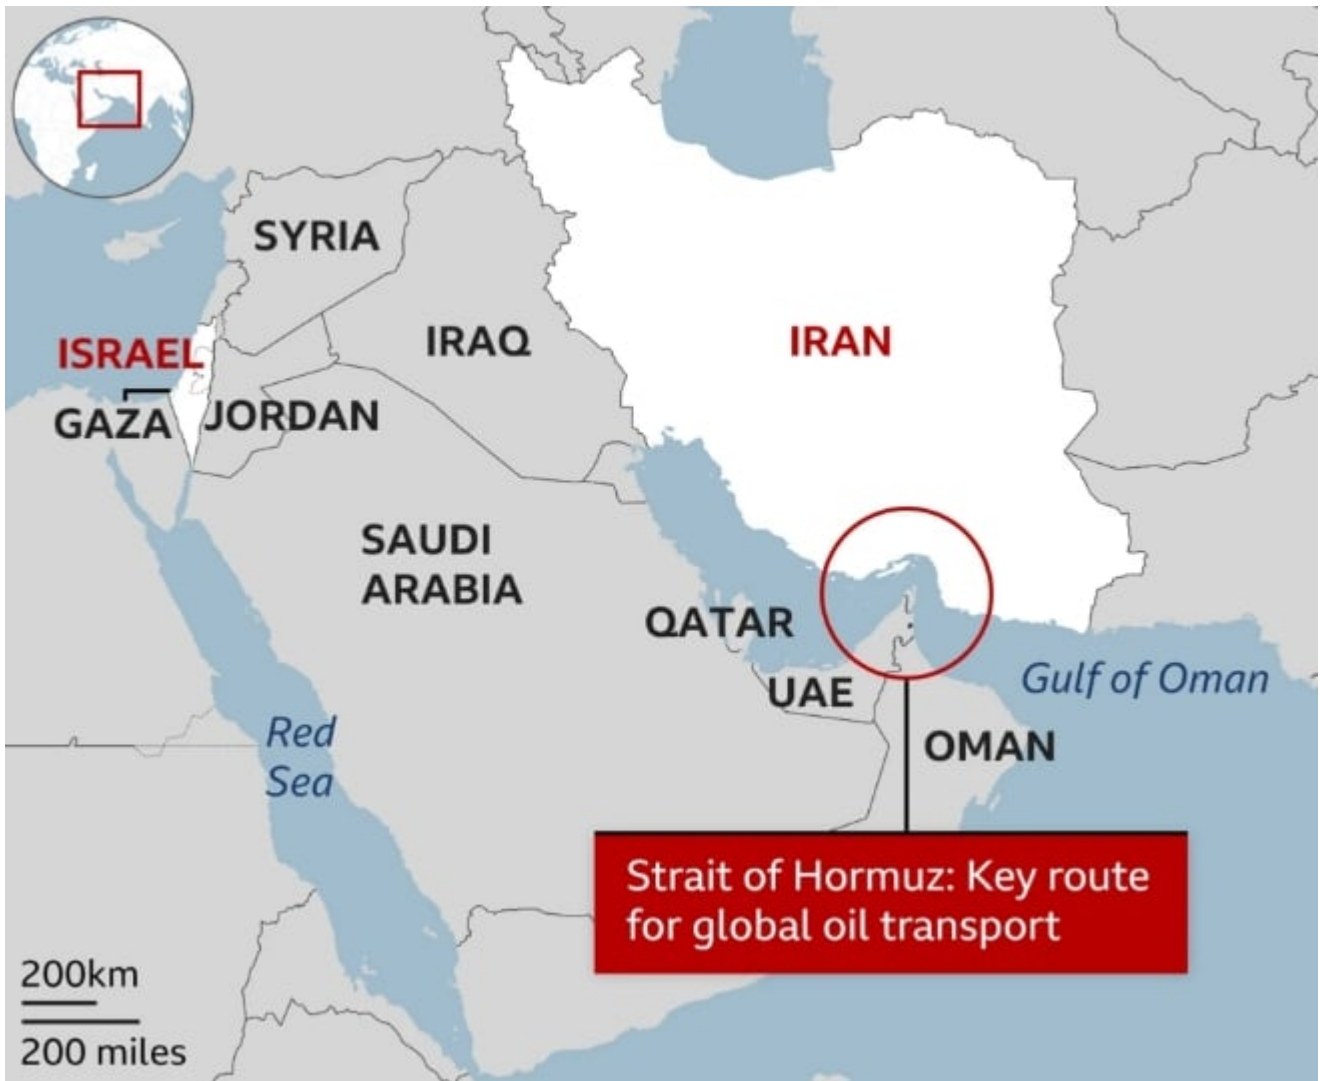 SYRIA
ISRAEL
IRAQ
IRAN
GAZA
JORDAN
SAUDI
ARABIA
QATAR
UAE
Gulf of Oman
Red
Sea
OMAN
Strait of Hormuz: Key route
for global oil transport
200km
200 miles